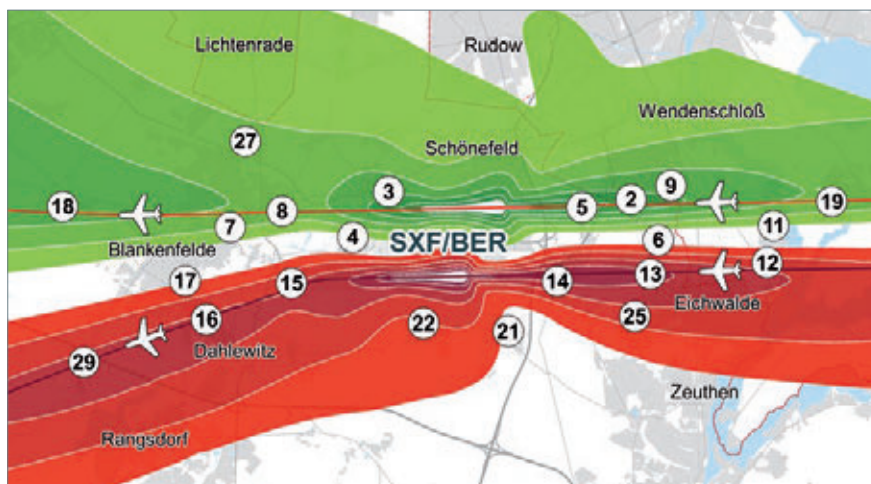 Lichtenrade
Rudow
Wendenschloß
27
Schönefeld
3
9
18
8
5
2
19
7
11
4
SXF/BER
6
Blankenfelde
12
17
15
14
13
16
Eichwalde
22
25
21
Dahlewitz
29
Zeuthen
Rangsdorf